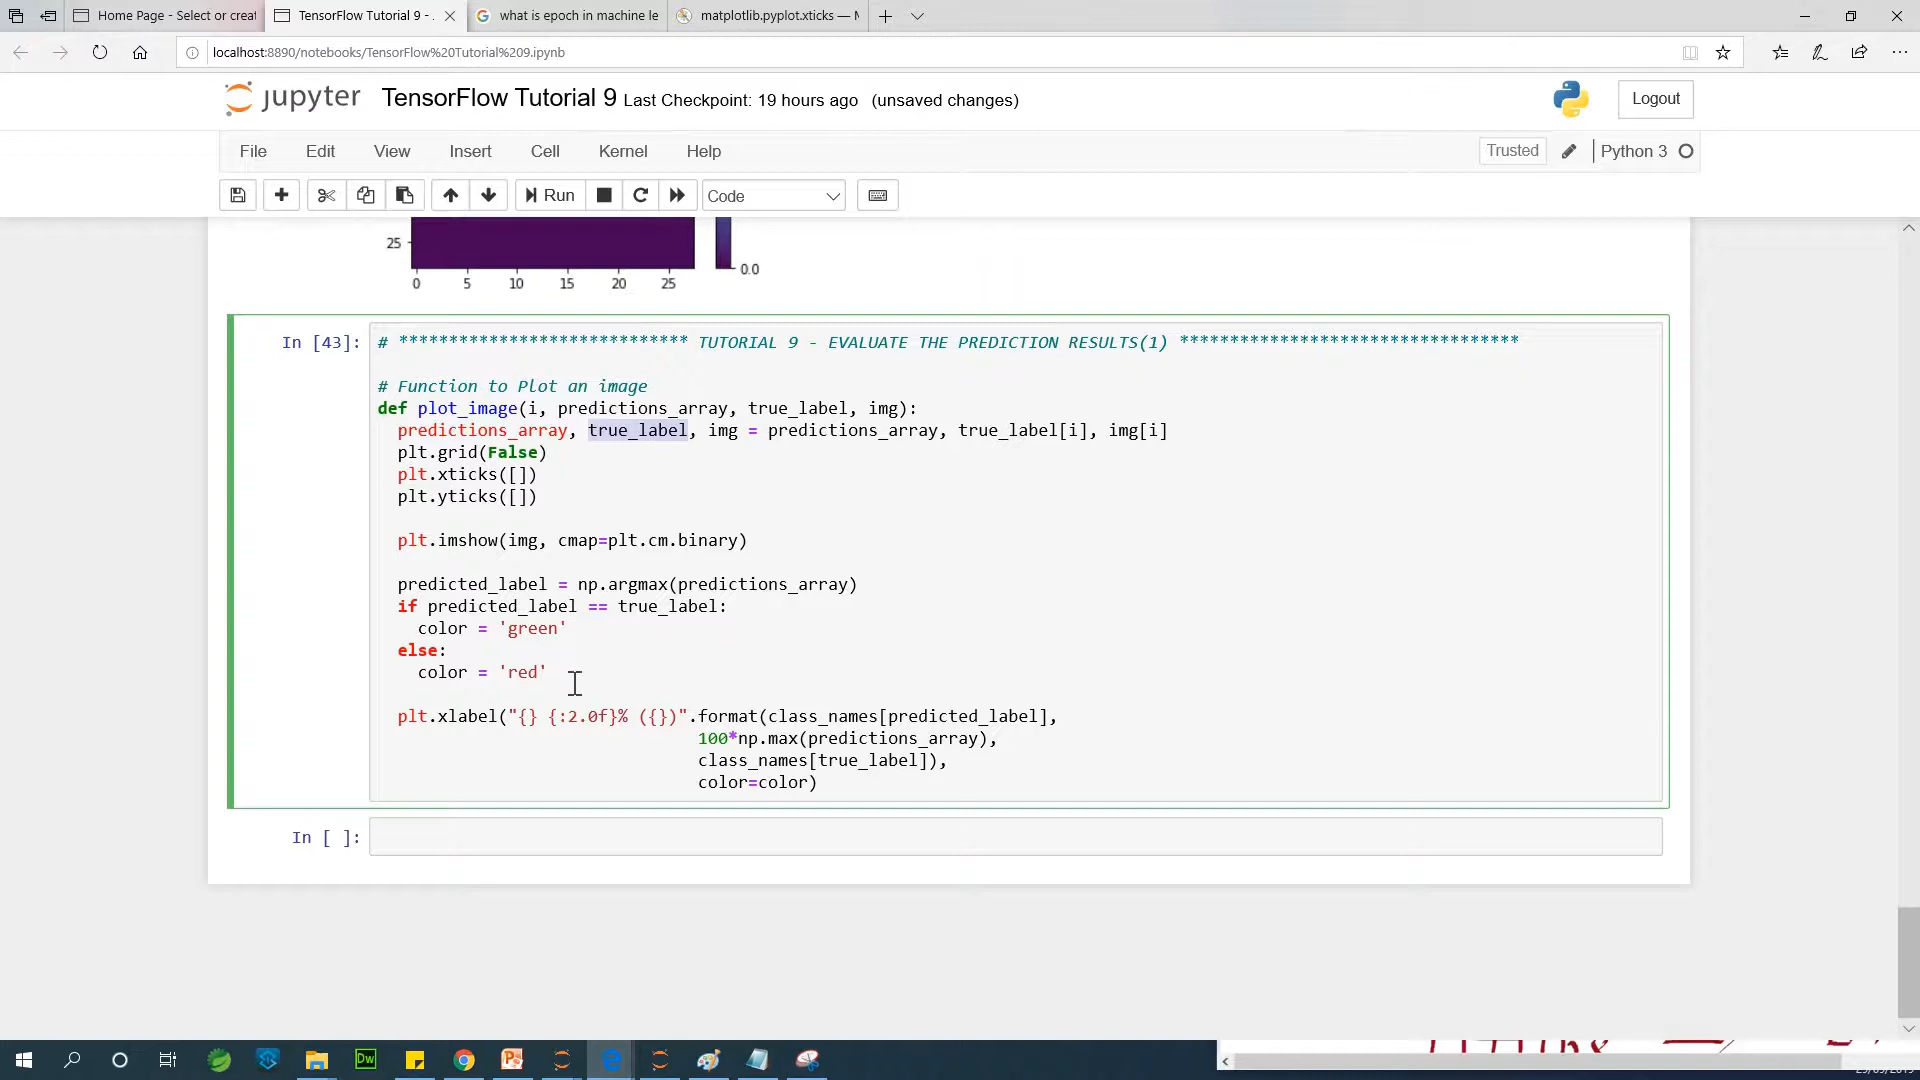 Home Page - Select or creat
TensorFlow Tutorial 9 - .
what is epoch in machine le
matplotlib.pyplot.xticks — M
localhost:8890/notebooks/TensorFlow%20Tutorial%209.ipynb
jupyter TensorFlow Tutorial 9 Last Checkpoint: 19 hours ago (unsaved changes)
Logout
File Edit View Insert Cell Kernel Help
Trusted Python 3
Run Code
25
0.0
0 5 10 15 20 25
In [43]: # ***************************** TUTORIAL 9 - EVALUATE THE PREDICTION RESULTS(1) **********************************
# Function to Plot an image
def plot_image(i, predictions_array, true_label, img):
  predictions_array, true_label, img = predictions_array, true_label[i], img[i]
  plt.grid(False)
  plt.xticks([])
  plt.yticks([])
  plt.imshow(img, cmap=plt.cm.binary)
  predicted_label = np.argmax(predictions_array)
  if predicted_label == true_label:
    color = 'green'
  else:
    color = 'red'
  plt.xlabel("{} {:2.0f}% ({})".format(class_names[predicted_label],
                                100*np.max(predictions_array),
                                class_names[true_label]),
                                color=color)
In [ ]:
Dw